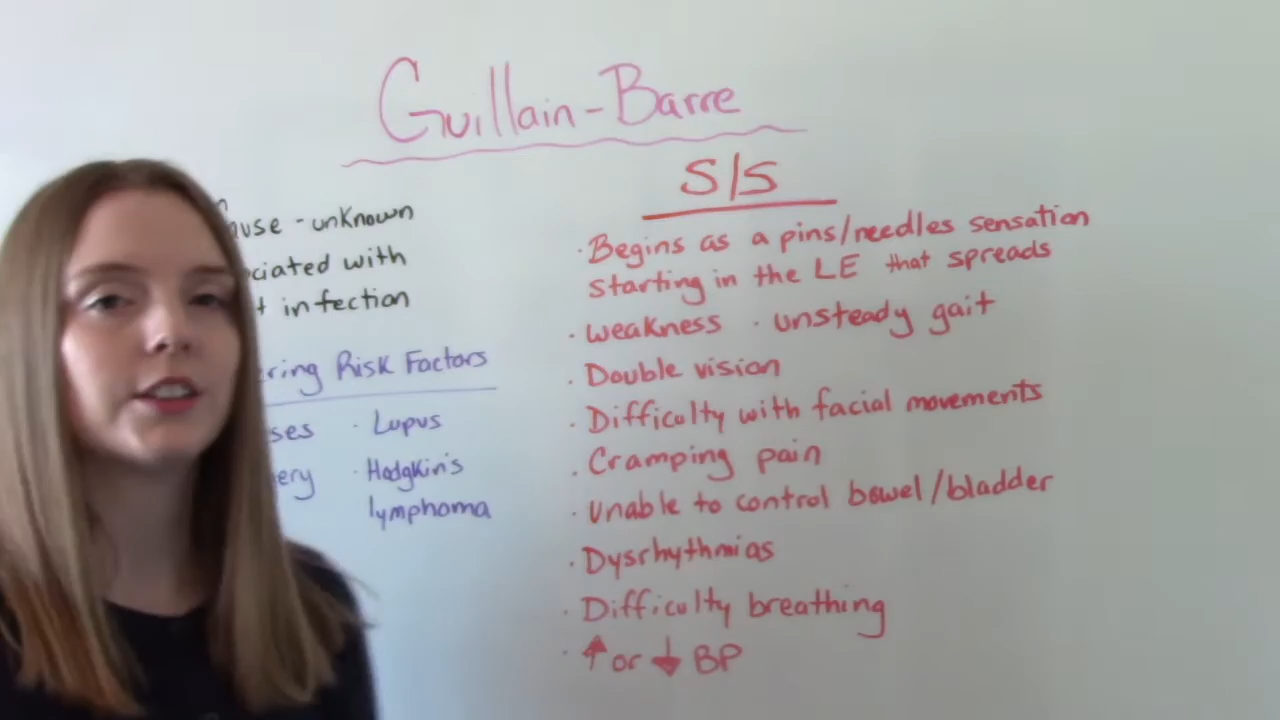 Guillain-Barre
use - unknown
ciated with
infection
ring Risk Factors
ses · Lupus
ery · Hodgkin's
lymphoma
S/S
· Begins as a pins/needles sensation
starting in the LE that spreads
· Weakness · unsteady gait
· Double vision
· Difficulty with facial movements
· Cramping pain
· Unable to control bowel/bladder
· Dysrhythmias
· Difficulty breathing
· ↑ or ↓ BP